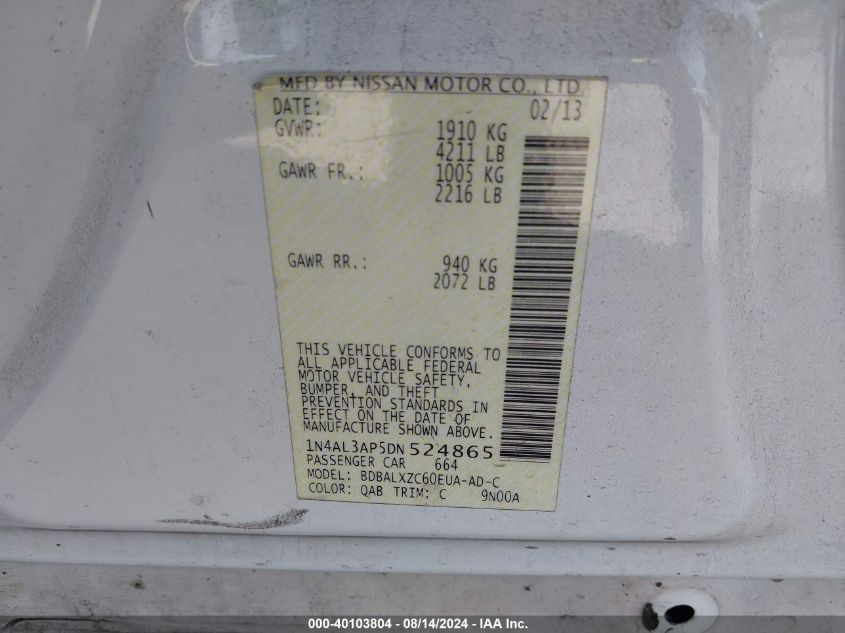 MFD BY NISSAN MOTOR CO., LTD.
DATE: 02/13
GVWR: 1910 KG
4211 LB
GAWR FR.: 1005 KG
2216 LB
GAWR RR.: 940 KG
2072 LB
THIS VEHICLE CONFORMS TO
ALL APPLICABLE FEDERAL
MOTOR VEHICLE SAFETY,
BUMPER, AND THEFT
PREVENTION STANDARDS IN
EFFECT ON THE DATE OF
MANUFACTURE SHOWN ABOVE.
1N4AL3AP5DN524865
PASSENGER CAR 664
MODEL: BDBALXZC60EUA-AD-C
COLOR: QAB TRIM: C 9N00A
000-40103804 - 08/14/2024 - IAA Inc.